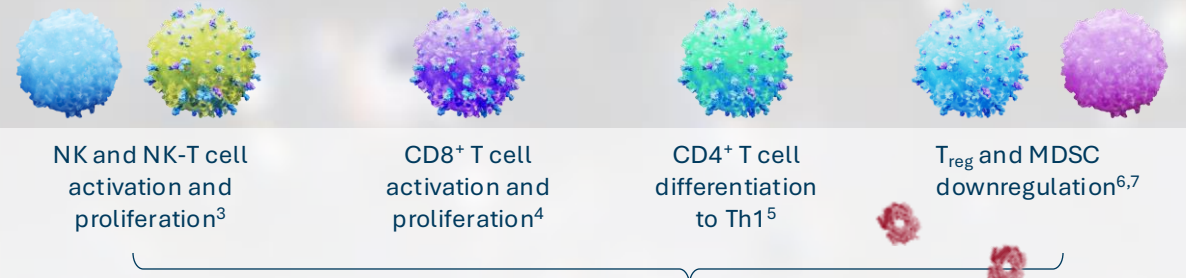 NK and NK-T cell
activation and
proliferation³
CD8⁺ T cell
activation and
proliferation⁴
CD4⁺ T cell
differentiation
to Th1⁵
Treg and MDSC
downregulation⁶,⁷